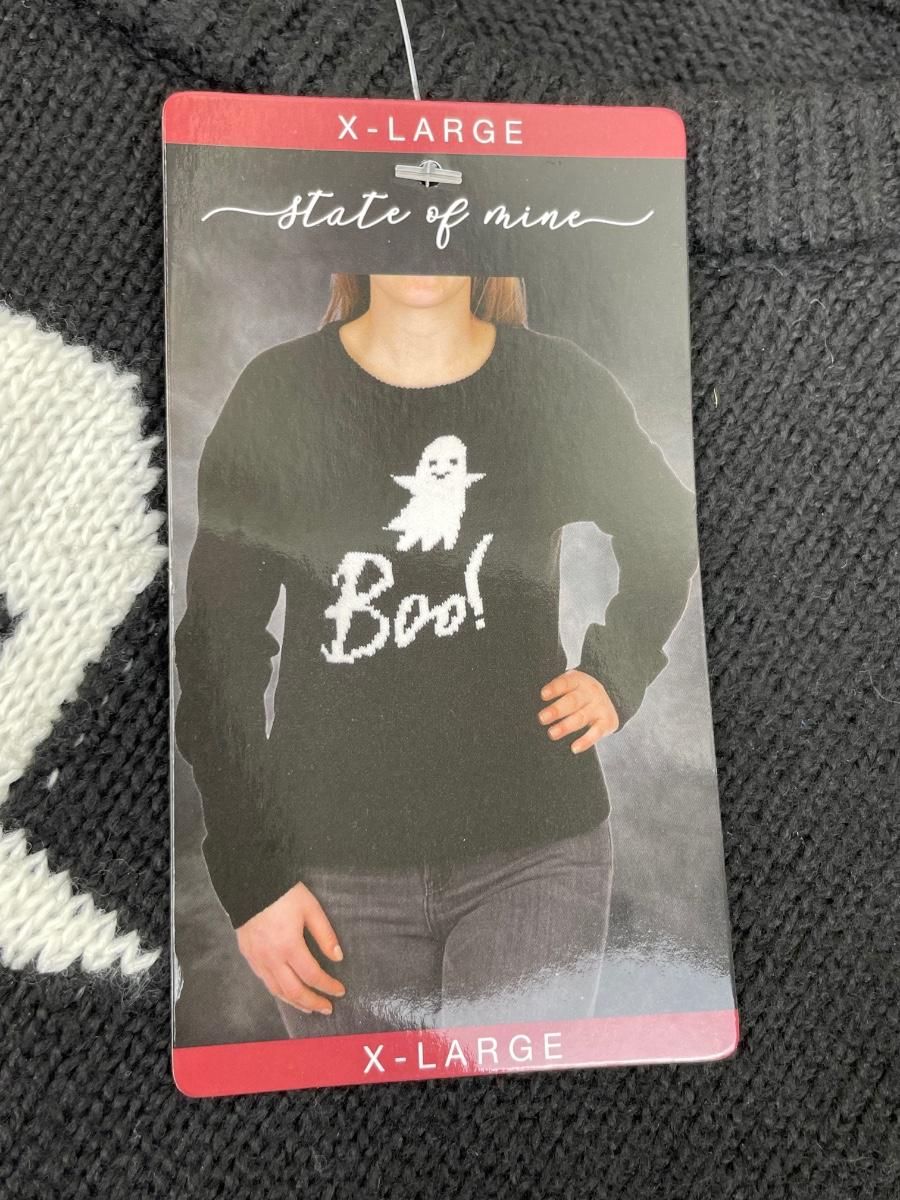 X-LARGE
state of mine
Boo!
X-LARGE